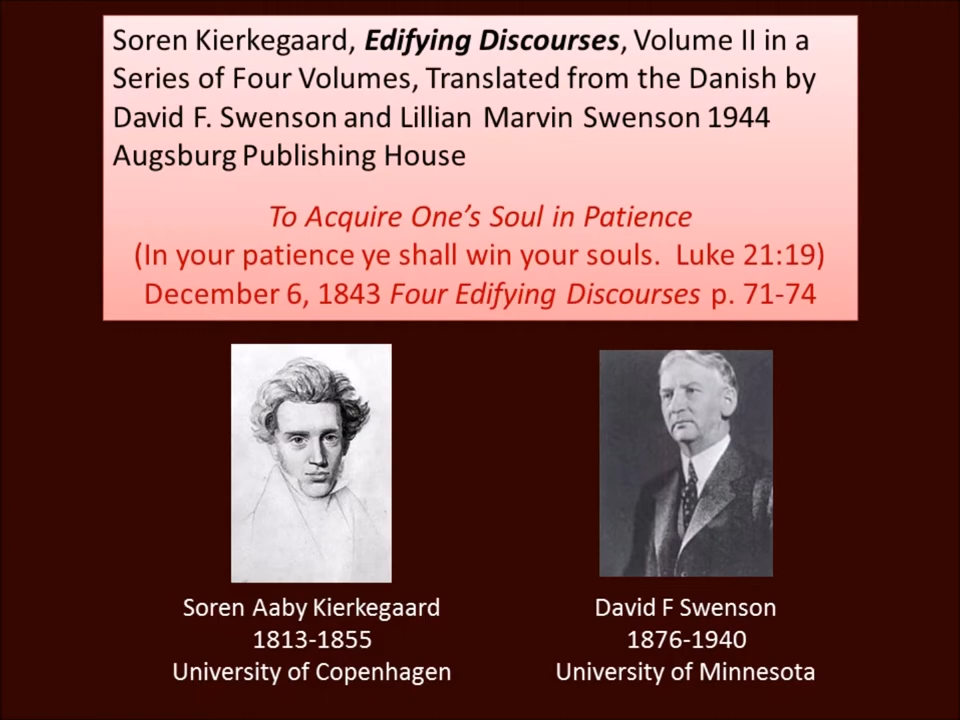 Soren Kierkegaard, Edifying Discourses, Volume II in a
Series of Four Volumes, Translated from the Danish by
David F. Swenson and Lillian Marvin Swenson 1944
Augsburg Publishing House
To Acquire One’s Soul in Patience
(In your patience ye shall win your souls. Luke 21:19)
December 6, 1843 Four Edifying Discourses p. 71-74
Soren Aaby Kierkegaard
1813-1855
University of Copenhagen
David F Swenson
1876-1940
University of Minnesota